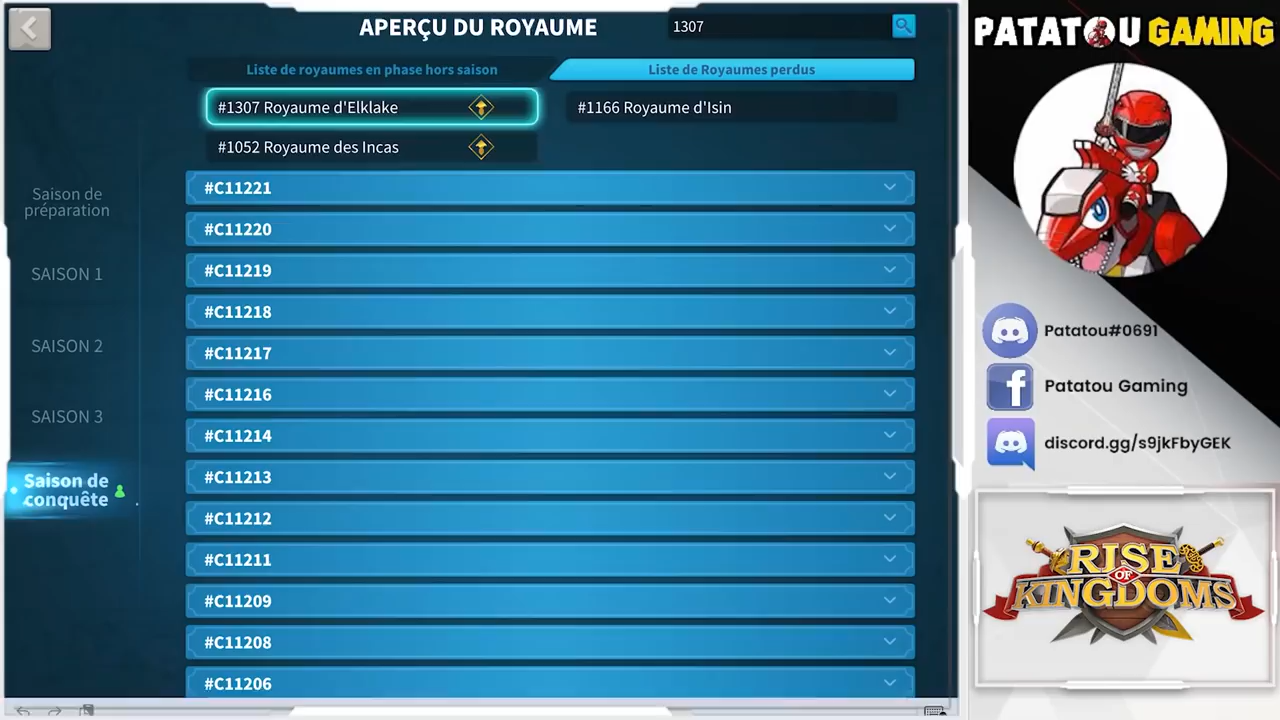 APERÇU DU ROYAUME
1307
Liste de royaumes en phase hors saison
Liste de Royaumes perdus
#1307 Royaume d'Elklake
#1166 Royaume d'Isin
#1052 Royaume des Incas
Saison de
préparation
SAISON 1
SAISON 2
SAISON 3
Saison de
conquête
#C11221
#C11220
#C11219
#C11218
#C11217
#C11216
#C11214
#C11213
#C11212
#C11211
#C11209
#C11208
#C11206
PATATOU GAMING
Patatou#0691
Patatou Gaming
discord.gg/s9jkFbyGEK
RISE
OF
KINGDOMS